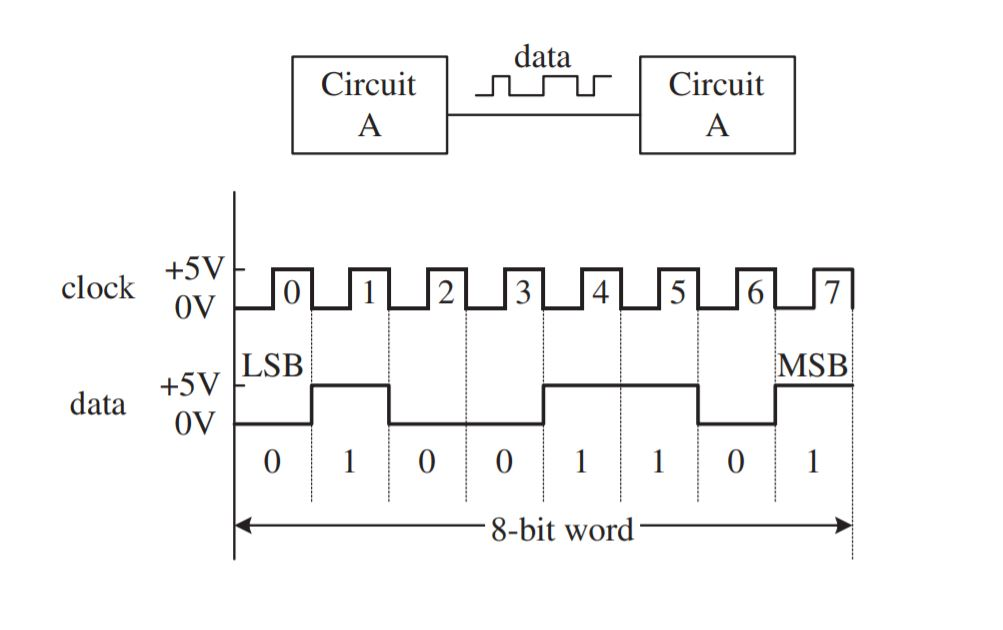 data
Circuit
A
Circuit
A
clock
+5V
0V
0 1 2 3 4 5 6 7
LSB
MSB
data
+5V
0V
0 1 0 0 1 1 0 1
8-bit word